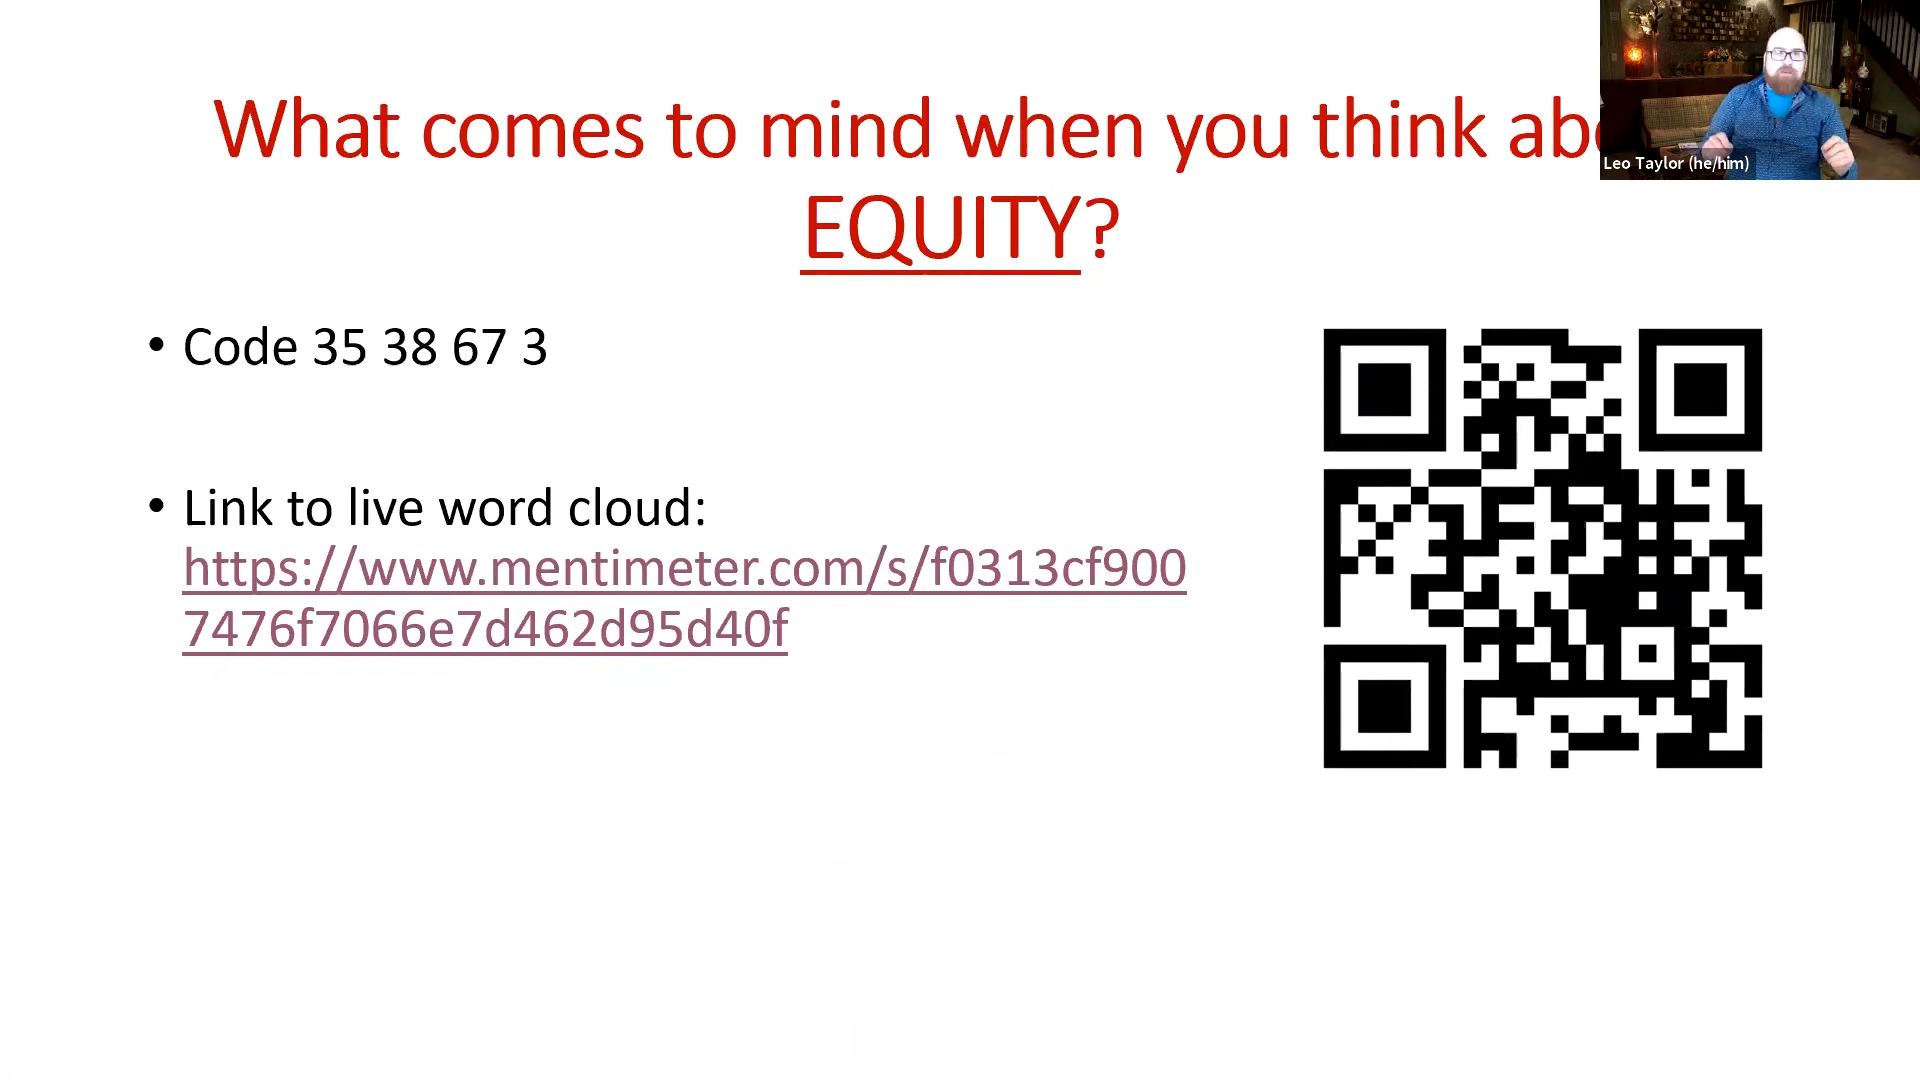 What comes to mind when you think
EQUITY?
Leo Taylor (he/him)
• Code 35 38 67 3
• Link to live word cloud:
https://www.mentimeter.com/s/f0313cf900
7476f7066e7d462d95d40f